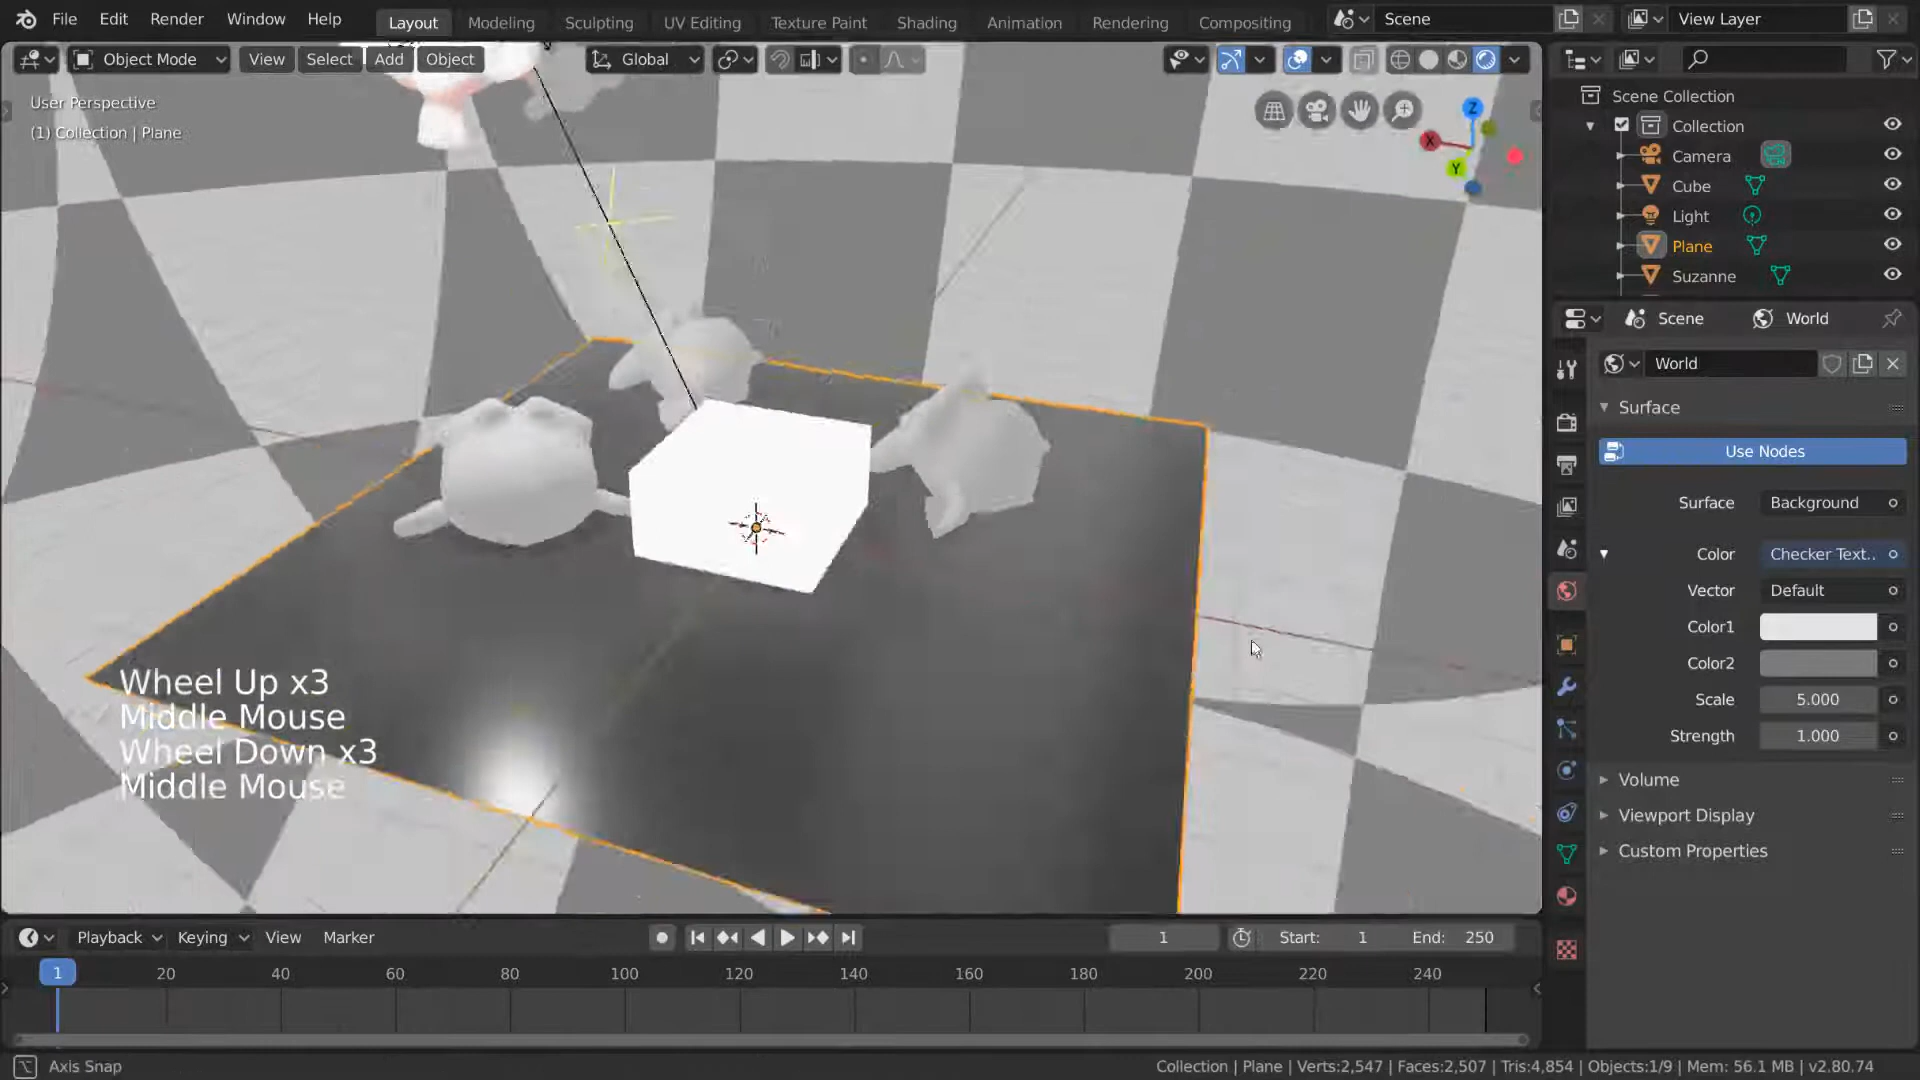 File Edit Render Window Help Layout Modeling Sculpting UV Editing Texture Paint Shading Animation Rendering Compositing Scene View Layer
Object Mode View Select Add Object Global
User Perspective
(1) Collection | Plane
Z
X
Y
Wheel Up x3
Middle Mouse
Wheel Down x3
Middle Mouse
Scene Collection
Collection
Camera
Cube
Light
Plane
Suzanne
Scene World
World
Surface
Use Nodes
Surface Background
Color Checker Text..
Vector Default
Color1
Color2
Scale 5.000
Strength 1.000
Volume
Viewport Display
Custom Properties
Playback Keying View Marker 1 Start: 1 End: 250
1 20 40 60 80 100 120 140 160 180 200 220 240
Axis Snap Collection | Plane | Verts:2,547 | Faces:2,507 | Tris:4,854 | Objects:1/9 | Mem: 56.1 MB | v2.80.74